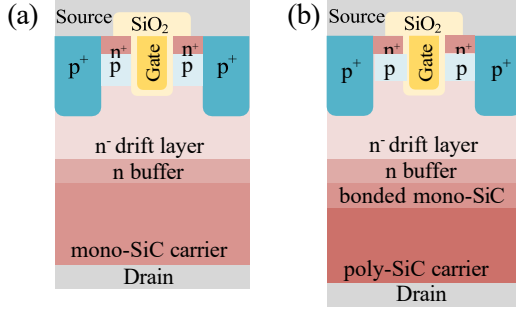 (a)
Source
SiO₂
n⁺
n⁺
p⁺
p
Gate
p
p⁺
n⁻ drift layer
n buffer
mono-SiC carrier
Drain
(b)
Source
SiO₂
n⁺
n⁺
p⁺
p
Gate
p
p⁺
n⁻ drift layer
n buffer
bonded mono-SiC
poly-SiC carrier
Drain